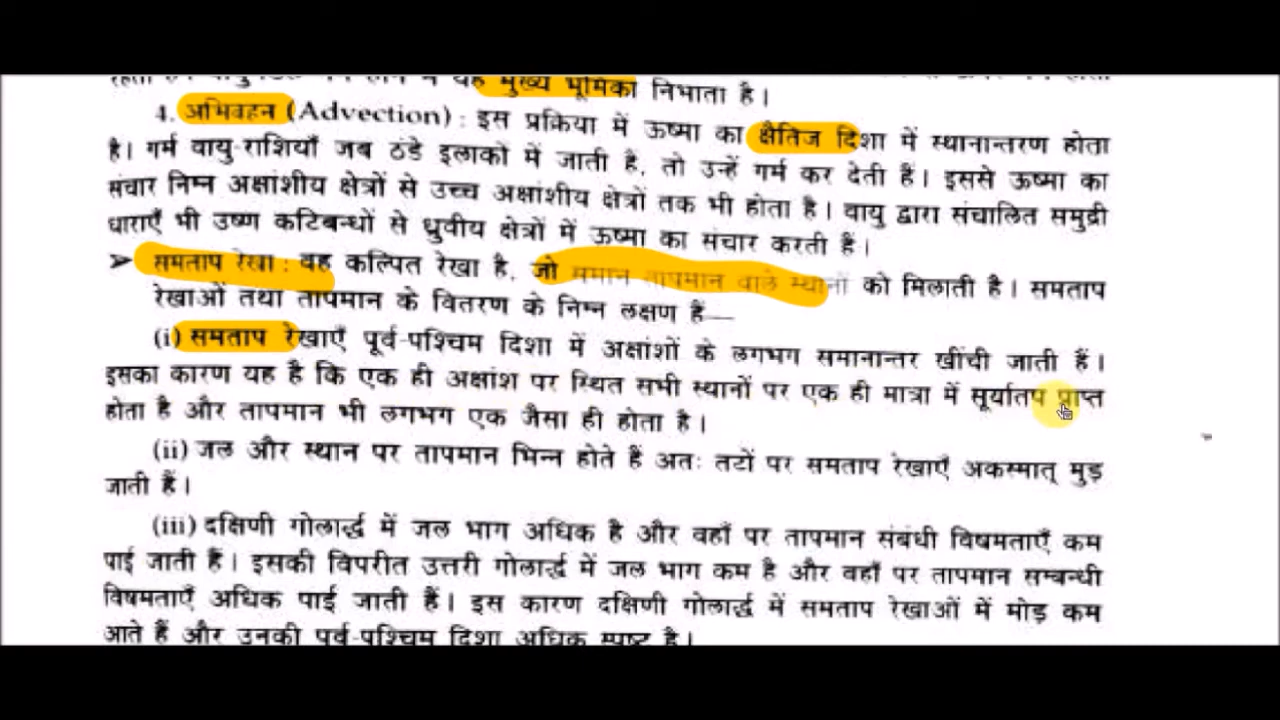 मुख्य भूमिका निभाता है।
4. अभिवहन (Advection) : इस प्रक्रिया में ऊष्मा का क्षैतिज दिशा में स्थानान्तरण होता
है। गर्म वायु-राशियाँ जब ठंडे इलाको में जाती है, तो उन्हें गर्म कर देती हैं। इससे ऊष्मा का
संचार निम्न अक्षांशीय क्षेत्रों से उच्च अक्षांशीय क्षेत्रों तक भी होता है। वायु द्वारा संचालित समुद्री
धाराएँ भी उष्ण कटिबन्धों से ध्रुवीय क्षेत्रों में ऊष्मा का संचार करती हैं।
➤ समताप रेखा : वह कल्पित रेखा है, जो समान तापमान वाले स्थानों को मिलाती है। समताप
रेखाओं तथा तापमान के वितरण के निम्न लक्षण हैं—
(i) समताप रेखाएँ पूर्व-पश्चिम दिशा में अक्षांशों के लगभग समानान्तर खींची जाती हैं।
इसका कारण यह है कि एक ही अक्षांश पर स्थित सभी स्थानों पर एक ही मात्रा में सूर्यातप प्राप्त
होता है और तापमान भी लगभग एक जैसा ही होता है।
(ii) जल और स्थान पर तापमान भिन्न होते हैं अतः तटों पर समताप रेखाएँ अकस्मात् मुड़
जाती हैं।
(iii) दक्षिणी गोलार्द्ध में जल भाग अधिक है और वहाँ पर तापमान संबंधी विषमताएँ कम
पाई जाती हैं। इसकी विपरीत उत्तरी गोलार्द्ध में जल भाग कम है और वहाँ पर तापमान सम्बन्धी
विषमताएँ अधिक पाई जाती हैं। इस कारण दक्षिणी गोलार्द्ध में समताप रेखाओं में मोड़ कम
आते हैं और उनकी पूर्व-पश्चिम दिशा अधिक स्पष्ट है।